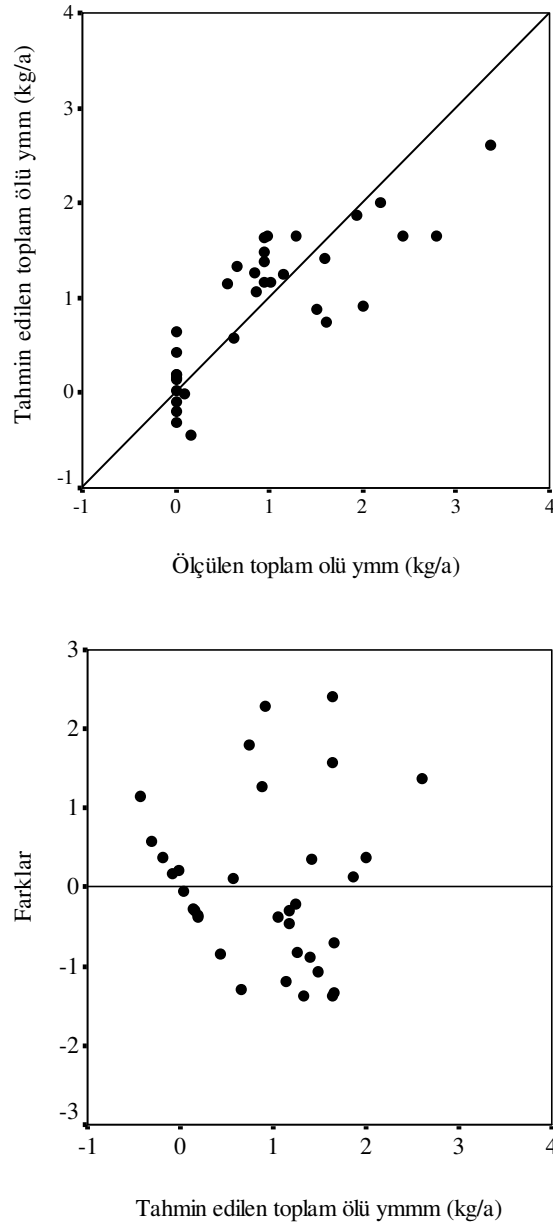 4
3
2
1
0
-1
Tahmin edilen toplam ölü ymm (kg/a)
-1 0 1 2 3 4
Ölçülen toplam olü ymm (kg/a)
3
2
1
0
-1
-2
-3
Farklar
-1 0 1 2 3 4
Tahmin edilen toplam ölü ymmm (kg/a)